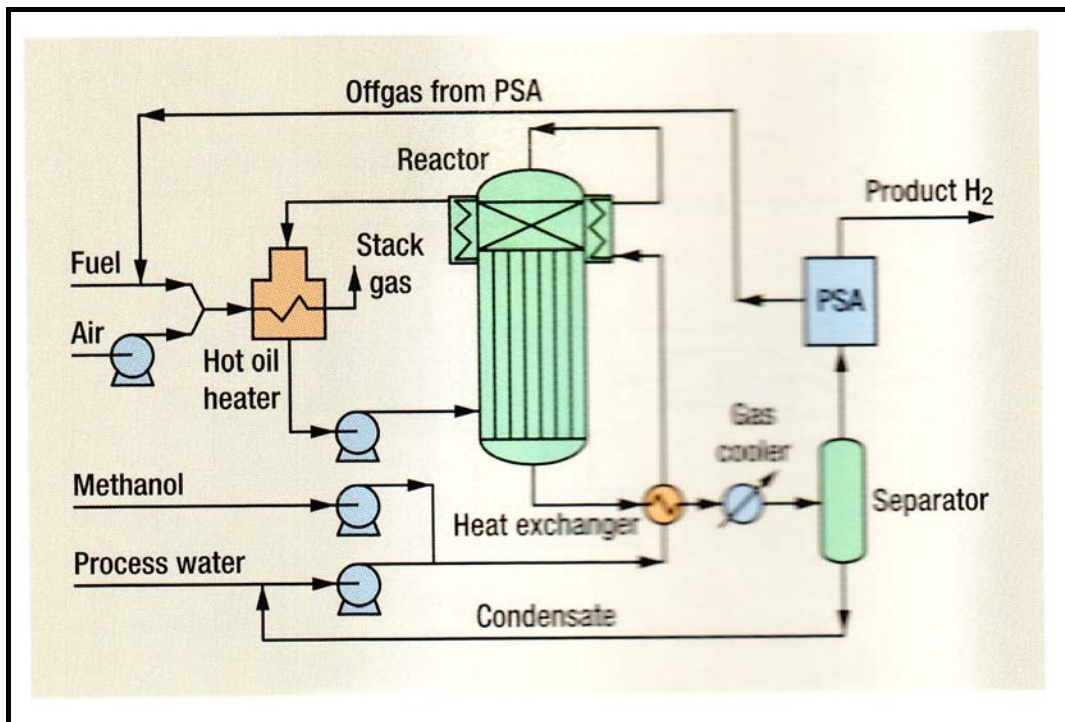 Offgas from PSA
Reactor
Product H₂
Fuel
Stack
gas
PSA
Air
Hot oil
heater
Gas
cooler
Methanol
Heat exchanger
Separator
Process water
Condensate